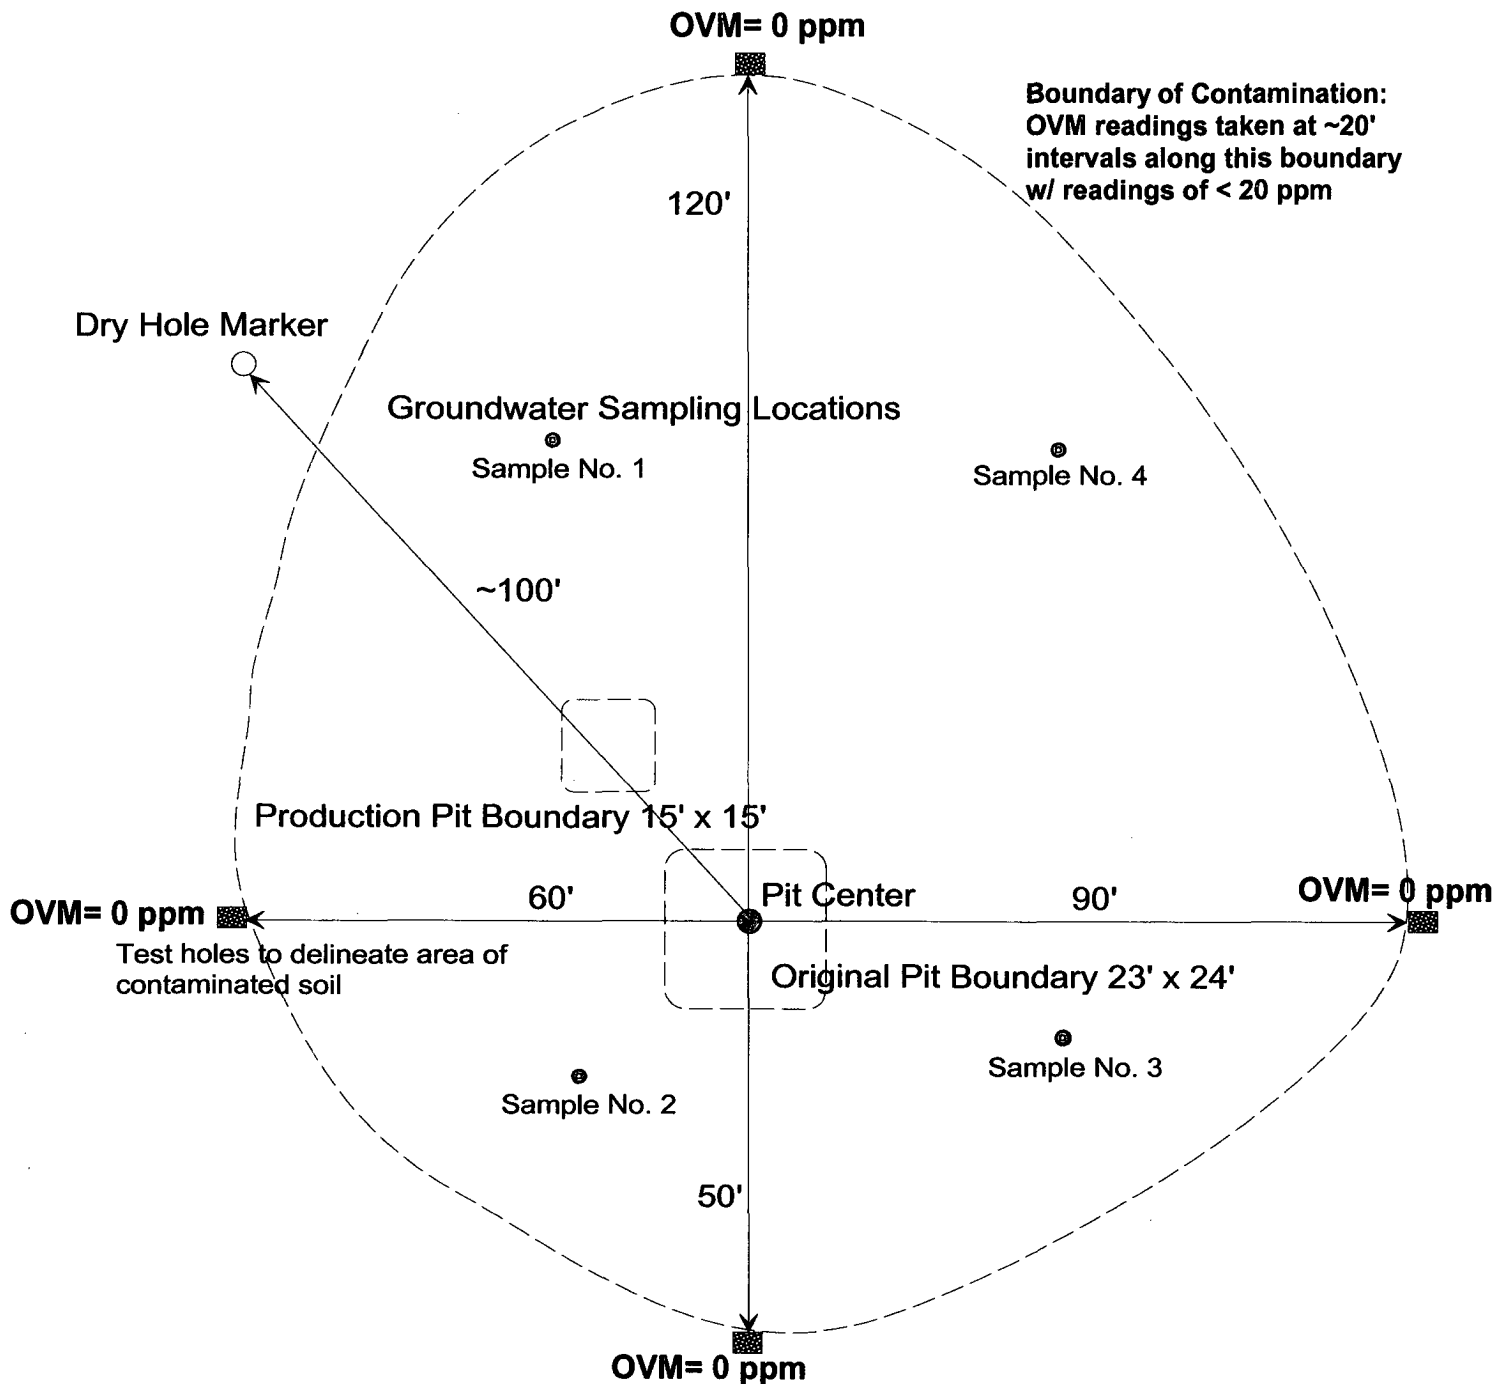 OVM= 0 ppm
Boundary of Contamination:
OVM readings taken at ~20'
intervals along this boundary
w/ readings of < 20 ppm
120'
Dry Hole Marker
Groundwater Sampling Locations
Sample No. 1
Sample No. 4
~100'
Production Pit Boundary 15' x 15'
60'
Pit Center
90'
OVM= 0 ppm
OVM= 0 ppm
Test holes to delineate area of
contaminated soil
Original Pit Boundary 23' x 24'
Sample No. 3
Sample No. 2
50'
OVM= 0 ppm